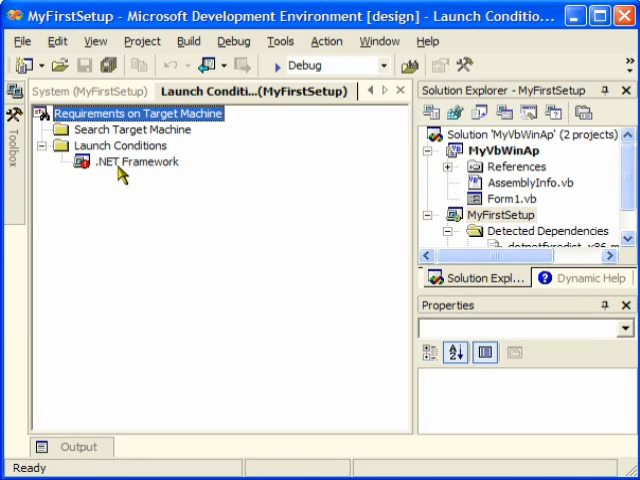 MyFirstSetup - Microsoft Development Environment [design] - Launch Conditio...
File Edit View Project Build Debug Tools Action Window Help
Debug
System (MyFirstSetup) Launch Conditi...(MyFirstSetup)
Toolbox
Requirements on Target Machine
Search Target Machine
Launch Conditions
.NET Framework
Solution Explorer - MyFirstSetup
Solution 'MyVbWinAp' (2 projects)
MyVbWinAp
References
AssemblyInfo.vb
Form1.vb
MyFirstSetup
Detected Dependencies
dotnetfxredist_x86.m
Solution Expl... Dynamic Help
Properties
Output
Ready